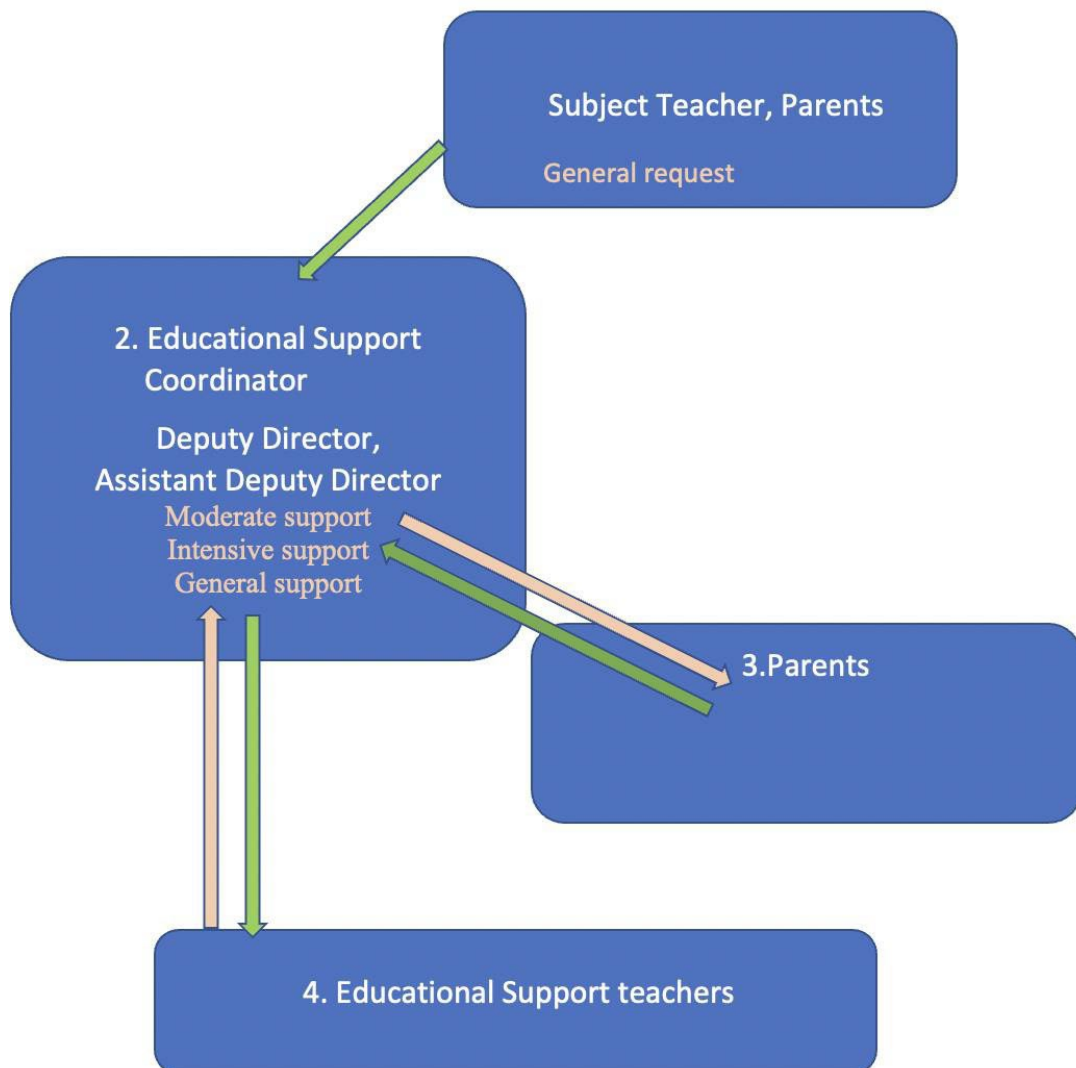 Subject Teacher, Parents
General request
2. Educational Support
Coordinator
Deputy Director,
Assistant Deputy Director
Moderate support
Intensive support
General support
3.Parents
4. Educational Support teachers